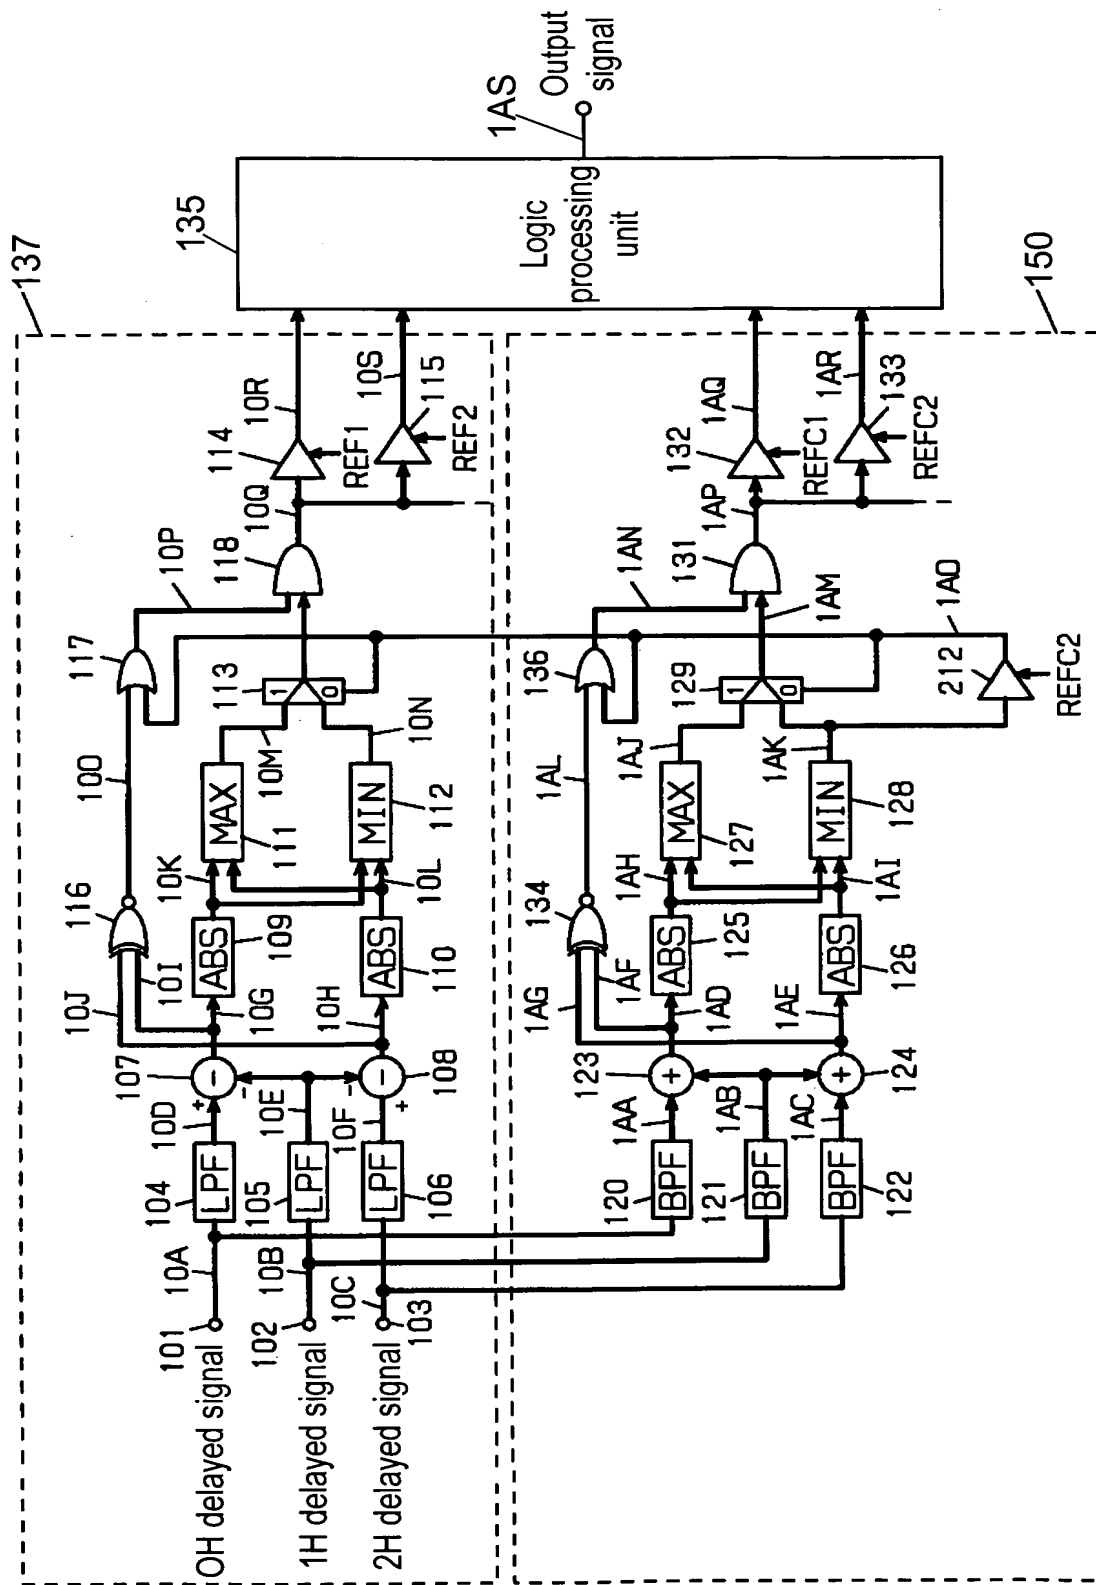 137
135
Logic
processing
unit
1AS
Output
signal
150
0H delayed signal
101
10A
104
LPF
10D
107
+
-
-
10G
10J
10I
116
ABS
109
10K
10O
MAX
111
10M
117
113
1
0
10P
118
10Q
114
REF1
10R
1H delayed signal
102
10B
105
LPF
10E
2H delayed signal
103
10C
LPF
106
10F
-
+
-
108
10H
ABS
110
10L
MIN
112
10N
REF2
115
10S
120
BPF
1AA
123
+
1AD
1AG
1AF
134
ABS
125
1AH
1AL
MAX
127
1AJ
136
129
1
0
1AN
1AM
131
1AP
132
REFC1
1AQ
121
BPF
1AB
BPF
122
1AC
+
124
1AE
ABS
126
1AI
MIN
128
1AK
212
REFC2
1AO
REFC2
133
1AR